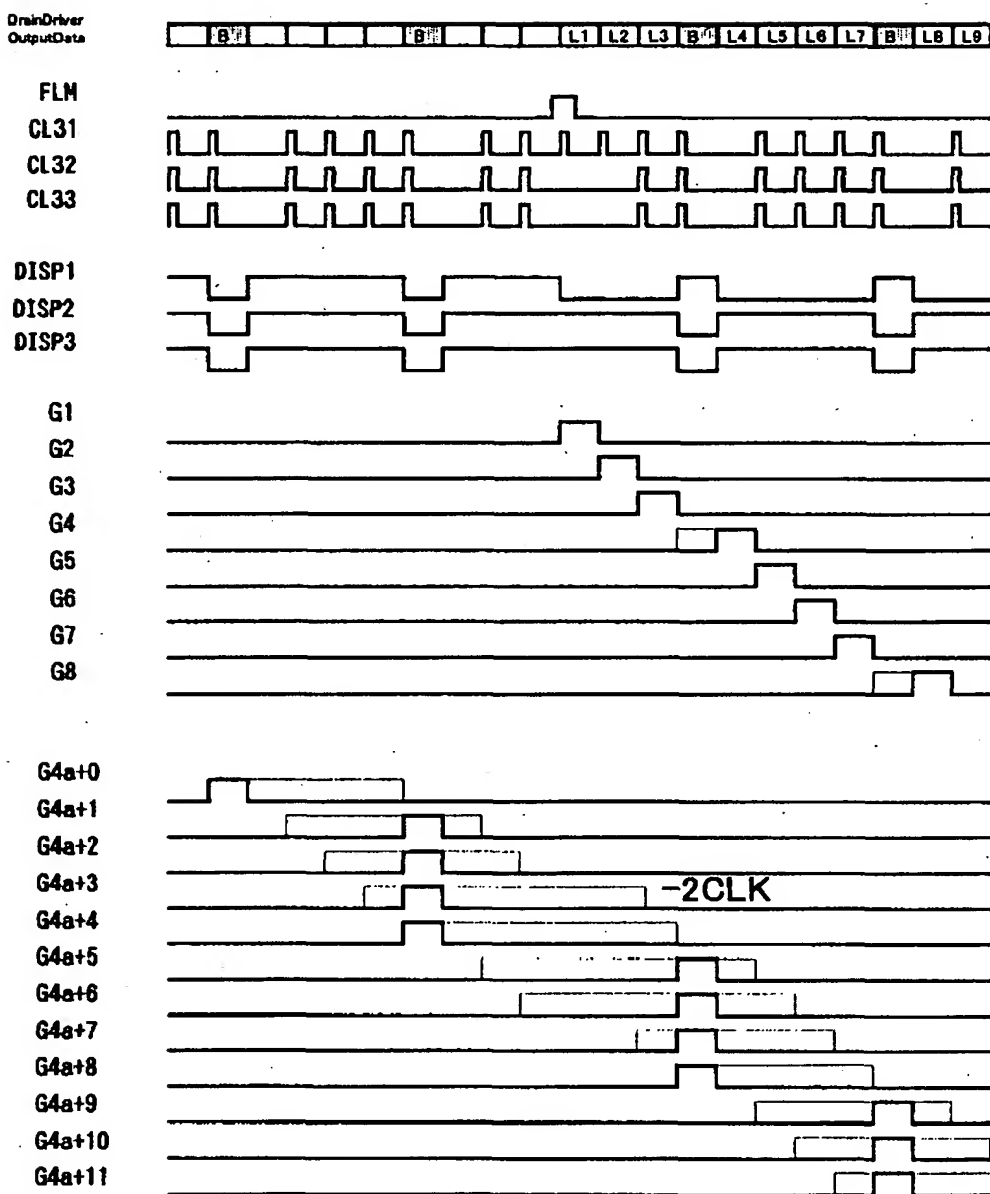 DrainDriver
OutputData
B B L1 L2 L3 B L4 L5 L6 L7 B L8 L9
FLM
CL31
CL32
CL33
DISP1
DISP2
DISP3
G1
G2
G3
G4
G5
G6
G7
G8
G4a+0
G4a+1
G4a+2
G4a+3
-2CLK
G4a+4
G4a+5
G4a+6
G4a+7
G4a+8
G4a+9
G4a+10
G4a+11